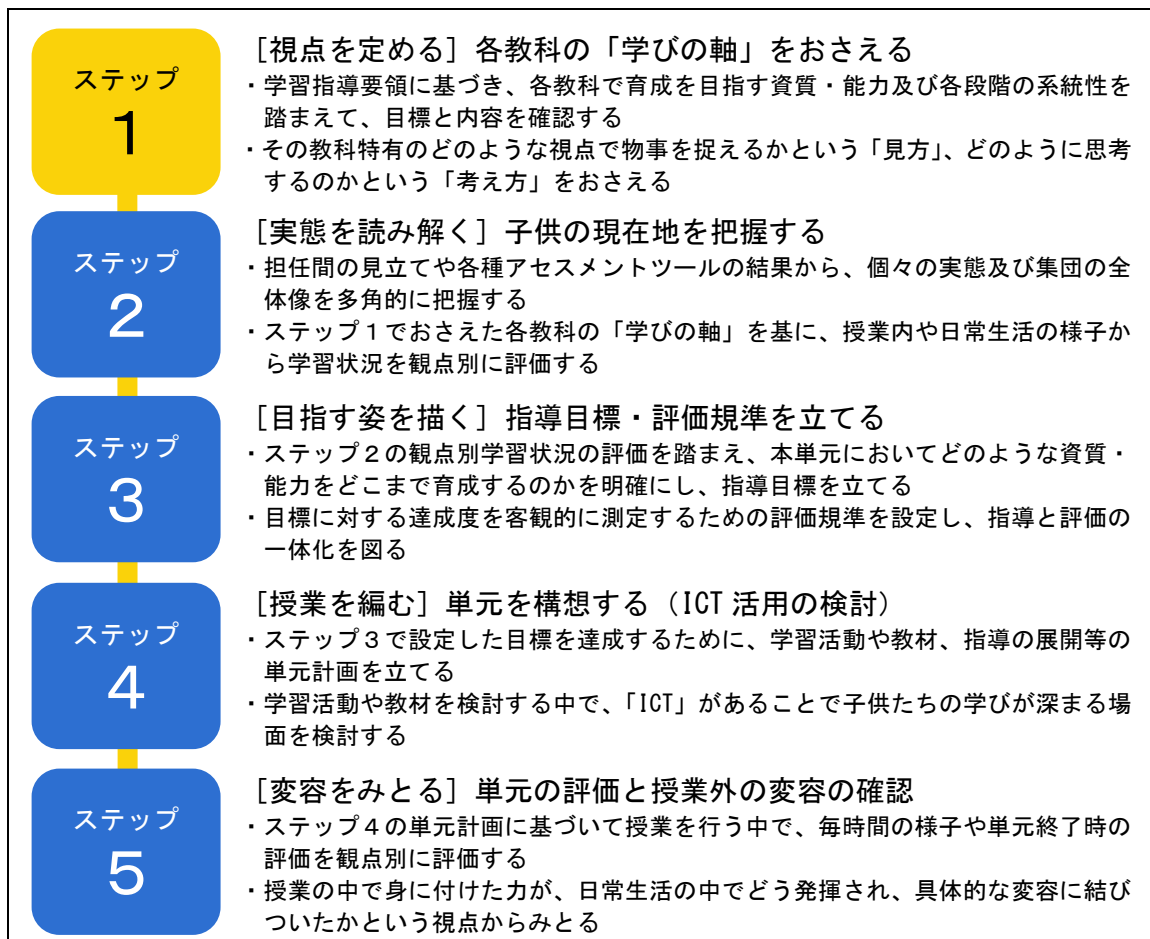 ステップ
1
［視点を定める］各教科の「学びの軸」をおさえる
・学習指導要領に基づき、各教科で育成を目指す資質・能力及び各段階の系統性を
踏まえて、目標と内容を確認する
・その教科特有のどのような視点で物事を捉えるかという「見方」、どのように思考
するのかという「考え方」をおさえる
ステップ
2
［実態を読み解く］子供の現在地を把握する
・担任間の見立てや各種アセスメントツールの結果から、個々の実態及び集団の全
体像を多角的に把握する
・ステップ１でおさえた各教科の「学びの軸」を基に、授業内や日常生活の様子か
ら学習状況を観点別に評価する
ステップ
3
［目指す姿を描く］指導目標・評価規準を立てる
・ステップ２の観点別学習状況の評価を踏まえ、本単元においてどのような資質・
能力をどこまで育成するのかを明確にし、指導目標を立てる
・目標に対する達成度を客観的に測定するための評価規準を設定し、指導と評価の
一体化を図る
ステップ
4
［授業を編む］単元を構想する（ICT 活用の検討）
・ステップ３で設定した目標を達成するために、学習活動や教材、指導の展開等の
単元計画を立てる
・学習活動や教材を検討する中で、「ICT」があることで子供たちの学びが深まる場
面を検討する
ステップ
5
［変容をみとる］単元の評価と授業外の変容の確認
・ステップ４の単元計画に基づいて授業を行う中で、毎時間の様子や単元終了時の
評価を観点別に評価する
・授業の中で身に付けた力が、日常生活の中でどう発揮され、具体的な変容に結び
ついたかという視点からみとる